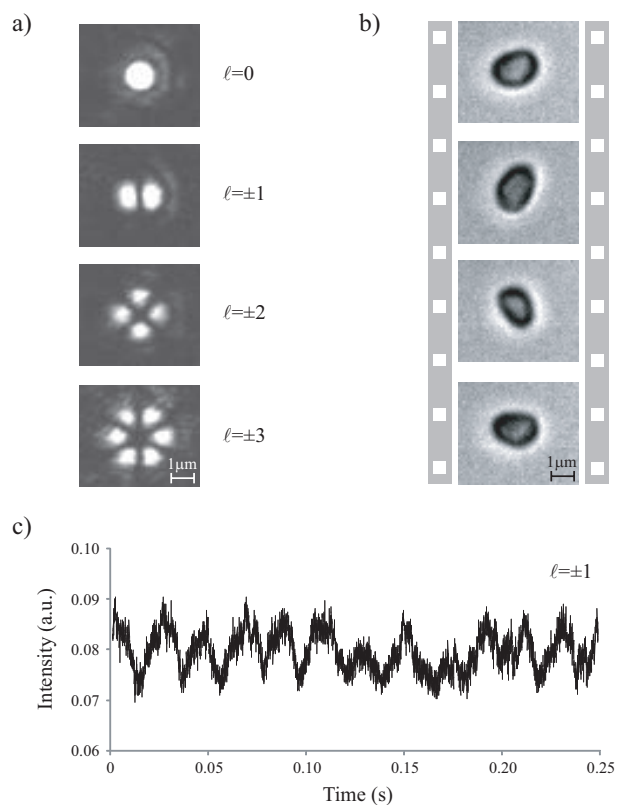 a)
b)
ℓ=0
ℓ=±1
ℓ=±2
ℓ=±3
1μm
1μm
c)
0.10
0.09
0.08
0.07
0.06
Intensity (a.u.)
ℓ=±1
0
0.05
0.10
0.15
0.20
0.25
Time (s)